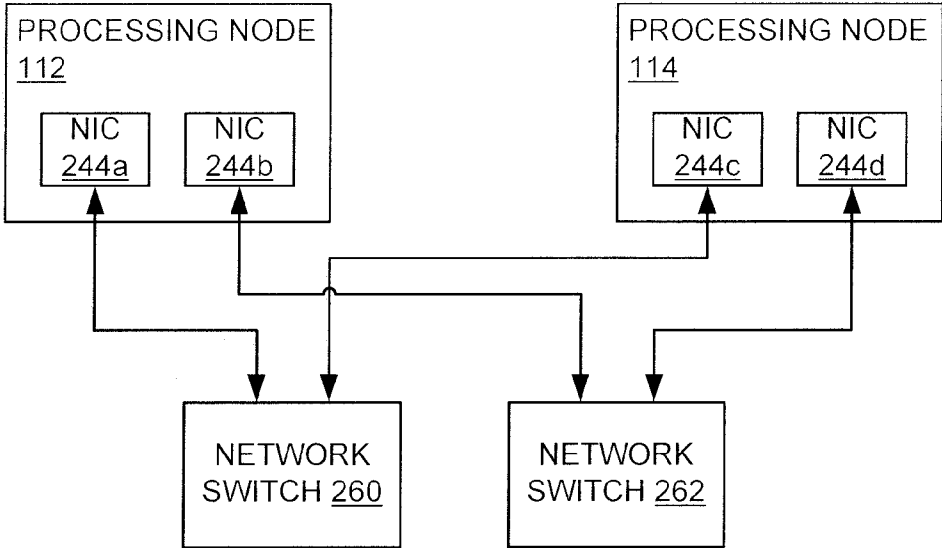 PROCESSING NODE
112
NIC
244a
NIC
244b
PROCESSING NODE
114
NIC
244c
NIC
244d
NETWORK
SWITCH 260
NETWORK
SWITCH 262